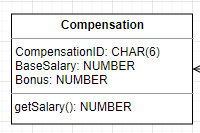 Compensation
CompensationID: CHAR(6)
BaseSalary: NUMBER
Bonus: NUMBER
getSalary(): NUMBER